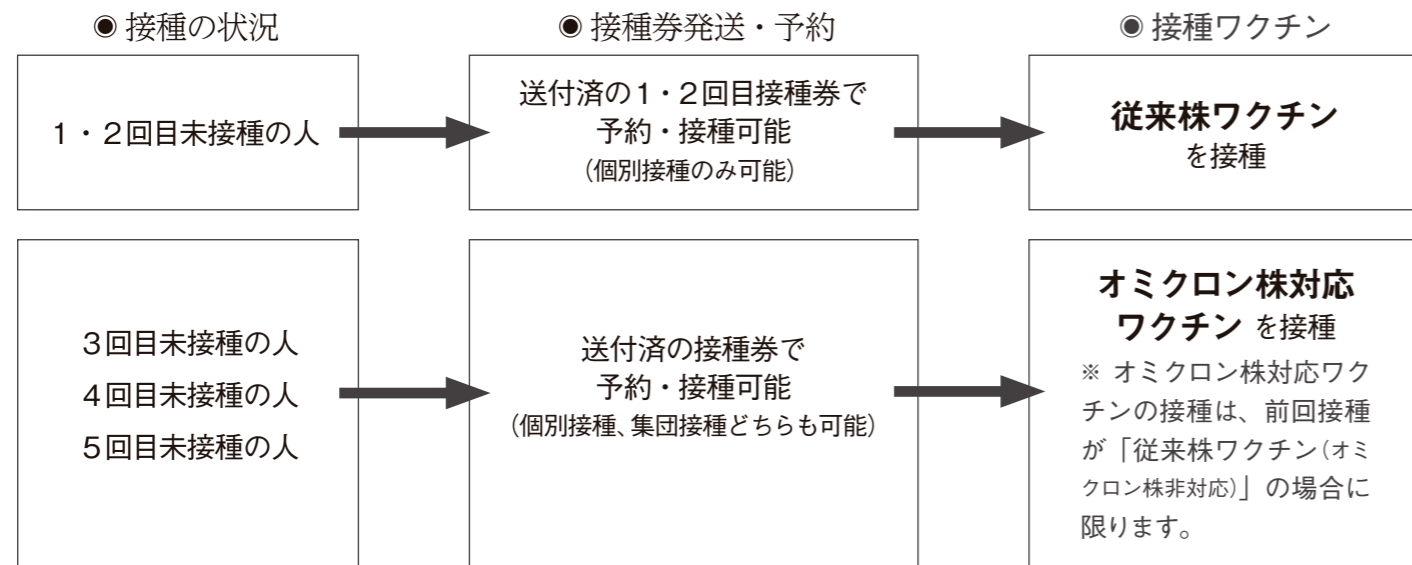 ◉ 接種の状況
◉ 接種券発送・予約
◉ 接種ワクチン
1・2回目未接種の人
送付済の1・2回目接種券で
予約・接種可能
(個別接種のみ可能)
従来株ワクチン
を接種
3回目未接種の人
4回目未接種の人
5回目未接種の人
送付済の接種券で
予約・接種可能
(個別接種、集団接種どちらも可能)
オミクロン株対応
ワクチン を接種
※ オミクロン株対応ワク
チンの接種は、前回接種
が「従来株ワクチン(オミ
クロン株非対応)」の場合に
限ります。